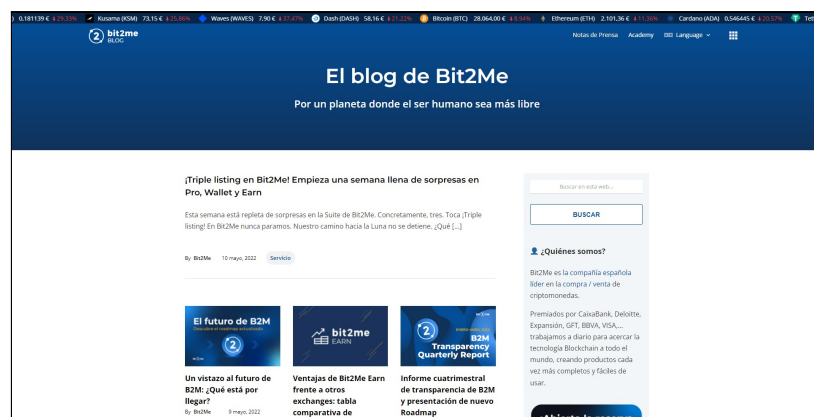 ) 0.181139 € 29.33% Kusama (KSM) 73,15 € 25.86% Waves (WAVES) 7.90 € 37.47% Dash (DASH) 58,16 € 21.22% Bitcoin (BTC) 28.064,00 € 8.94% Ethereum (ETH) 2.101,36 € 11.36% Cardano (ADA) 0.546445 € 20.57% Tet
bit2me
BLOG
Notas de Prensa Academy Language
El blog de Bit2Me
Por un planeta donde el ser humano sea más libre
¡Triple listing en Bit2Me! Empieza una semana llena de sorpresas en
Pro, Wallet y Earn
Esta semana está repleta de sorpresas en la Suite de Bit2Me. Concretamente, tres. Toca ¡Triple
listing! En Bit2Me nunca paramos. Nuestro camino hacia la Luna no se detiene. ¿Qué [...]
By Bit2Me 10 mayo, 2022 Servicio
Buscar en esta web...
BUSCAR
¿Quiénes somos?
Bit2Me es la compañía española
líder en la compra / venta de
criptomonedas.
Premiados por CaixaBank, Deloitte,
Expansión, GFT, BBVA, VISA,...
trabajamos a diario para acercar la
tecnología Blockchain a todo el
mundo, creando productos cada
vez más completos y fáciles de
usar.
El futuro de B2M
Descubre el roadmap actualizado
bit2me
EARN
B2M
Transparency
Quarterly Report
Un vistazo al futuro de
B2M: ¿Qué está por
llegar?
By Bit2Me 9 mayo, 2022
Ventajas de Bit2Me Earn
frente a otros
exchanges: tabla
comparativa de
Informe cuatrimestral
de transparencia de B2M
y presentación de nuevo
Roadmap